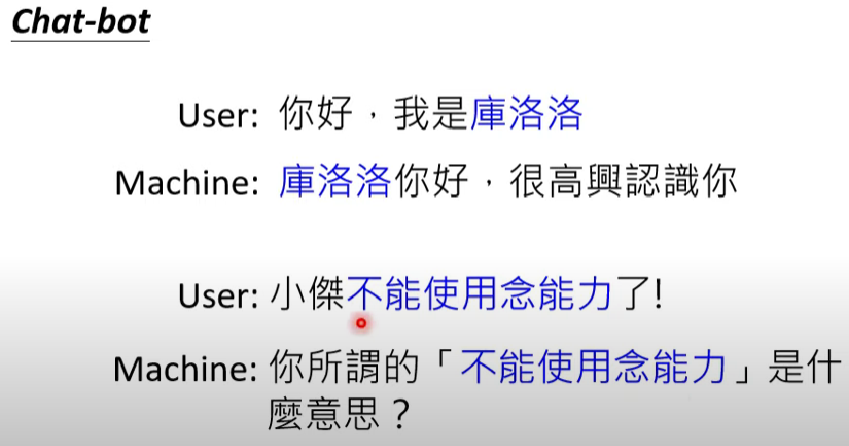 Chat-bot
User: 你好，我是庫洛洛
Machine: 庫洛洛你好，很高興認識你
User: 小傑不能使用念能力了!
Machine: 你所謂的「不能使用念能力」是什
麼意思？